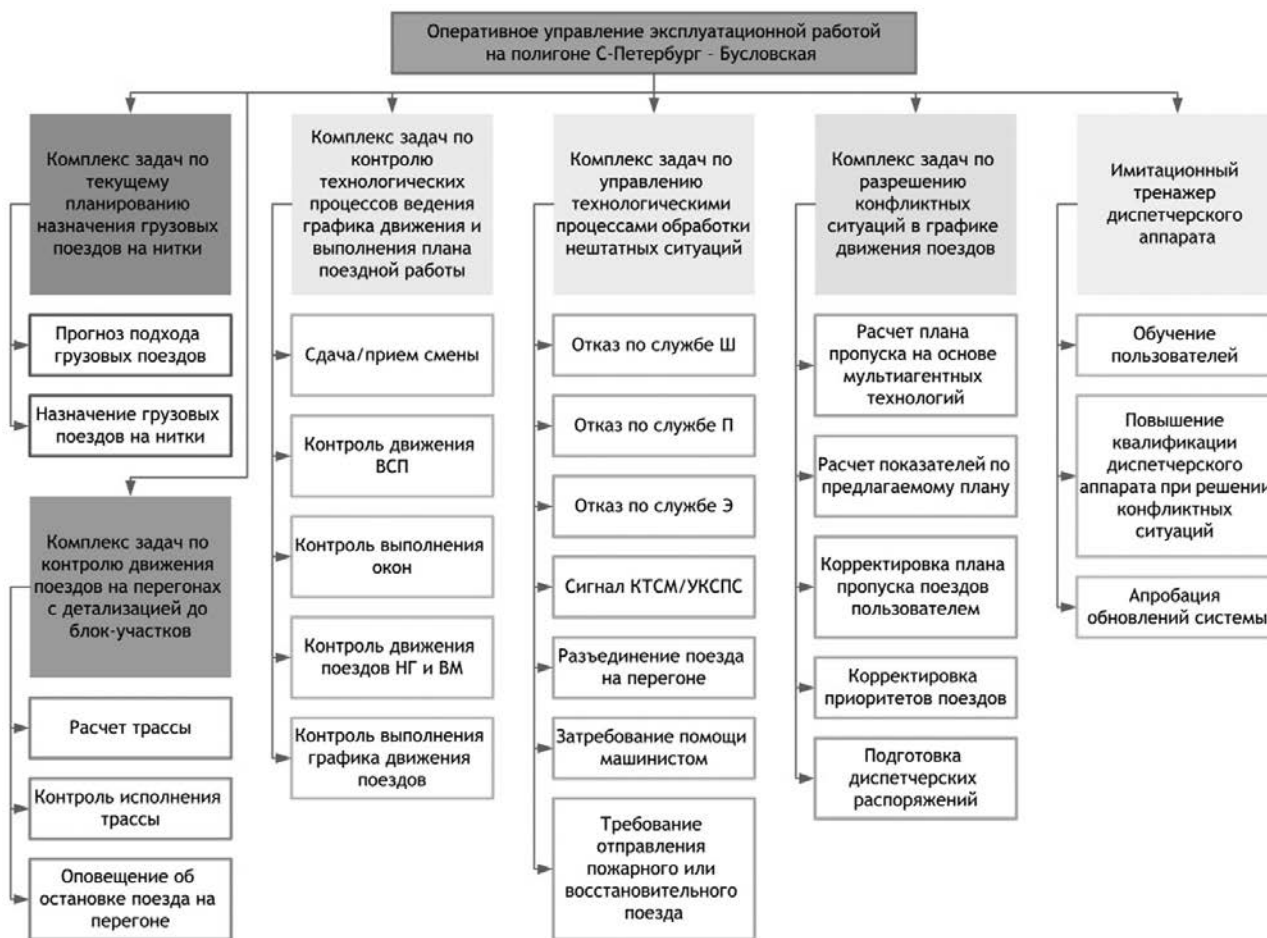 Оперативное управление эксплуатационной работой
на полигоне С-Петербург - Бусловская
Комплекс задач по
текущему
планированию
назначения грузовых
поездов на нитки
Прогноз подхода
грузовых поездов
Назначение грузовых
поездов на нитки
Комплекс задач по
контролю движения
поездов на перегонах
с детализацией до
блок-участков
Расчет трассы
Контроль исполнения
трассы
Оповещение об
остановке поезда на
перегоне
Комплекс задач по
контролю
технологических
процессов ведения
графика движения и
выполнения плана
поездной работы
Сдача/прием смены
Контроль движения
ВСП
Контроль выполнения
окон
Контроль движения
поездов НГ и ВМ
Контроль выполнения
графика движения
поездов
Комплекс задач по
управлению
технологическими
процессами обработки
нештатных ситуаций
Отказ по службе Ш
Отказ по службе П
Отказ по службе Э
Сигнал КТСМ/УКСПС
Разъединение поезда
на перегоне
Затребование помощи
машинистом
Требование
отправления
пожарного или
восстановительного
поезда
Комплекс задач по
разрешению
конфликтных
ситуаций в графике
движения поездов
Расчет плана
пропуска на основе
мультиагентных
технологий
Расчет показателей по
предлагаемому плану
Корректировка плана
пропуска поездов
пользователем
Корректировка
приоритетов поездов
Подготовка
диспетчерских
распоряжений
Имитационный
тренажер
диспетчерского
аппарата
Обучение
пользователей
Повышение
квалификации
диспетчерского
аппарата при решении
конфликтных
ситуаций
Апробация
обновлений системы